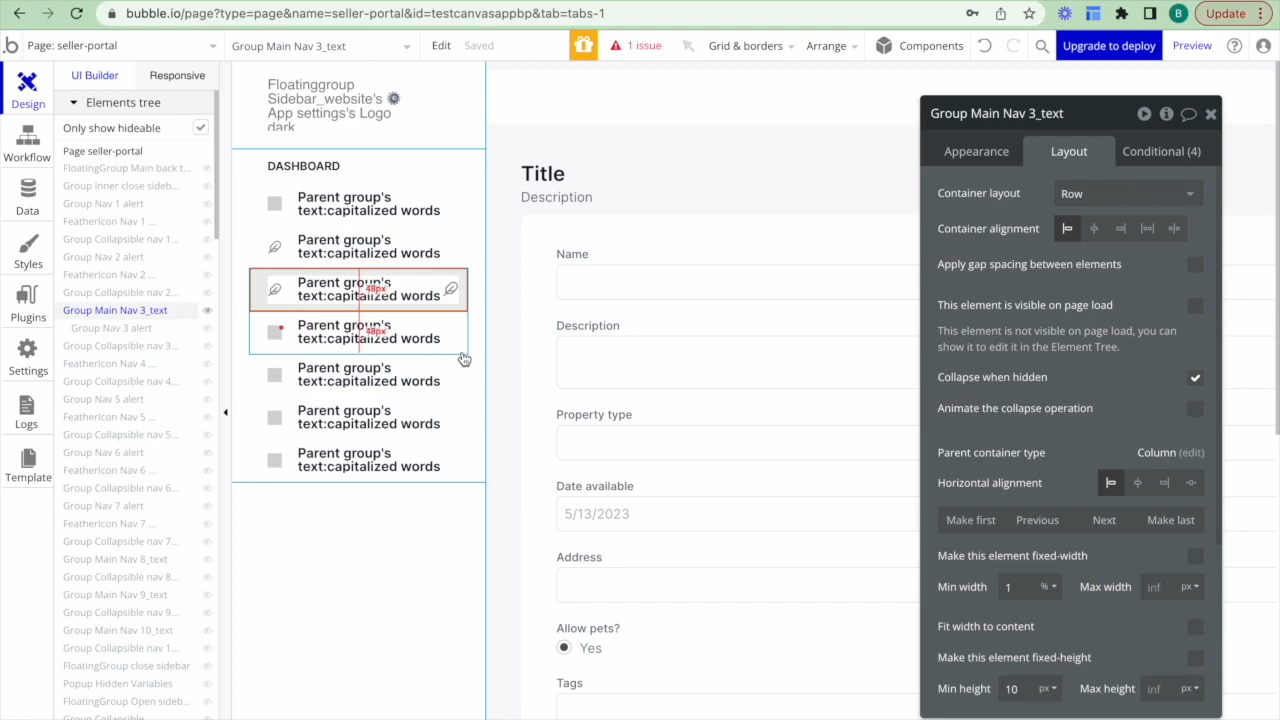 bubble.io/page?type=page&name=seller-portal&id=testcanvasappbp&tab=tabs-1
B
Update
b
Page: seller-portal
Group Main Nav 3_text
Edit
Saved
1 issue
Grid & borders
Arrange
Components
Upgrade to deploy
Preview
Design
Workflow
Data
Styles
Plugins
Settings
Logs
Template
UI Builder
Responsive
Elements tree
Only show hideable
Page seller-portal
FloatingGroup Main back t...
Group Inner close sideb...
Group Nav 1 alert
FeatherIcon Nav 1 ...
Group Collapsible nav 1...
Group Nav 2 alert
FeatherIcon Nav 2 ...
Group Collapsible nav 2...
Group Main Nav 3_text
Group Nav 3 alert
Group Collapsible nav 3...
FeatherIcon Nav 4 ...
Group Collapsible nav 4...
Group Nav 5 alert
FeatherIcon Nav 5 ...
Group Collapsible nav 5...
Group Nav 6 alert
FeatherIcon Nav 6 ...
Group Collapsible nav 6...
Group Nav 7 alert
FeatherIcon Nav 7 ...
Group Collapsible nav 7...
Group Main Nav 8_text
Group Collapsible nav 8...
Group Main Nav 9_text
Group Collapsible nav 9...
Group Main Nav 10_text
Group Collapsible nav 1...
FloatingGroup close sidebar
Popup Hidden Variables
FloatingGroup Open sideb...
Group Collapsible
Floatinggroup
Sidebar_website's
App settings's Logo
dark
DASHBOARD
Parent group's
text:capitalized words
Parent group's
text:capitalized words
Parent group's
text:capitalized words
48px
Parent group's
text:capitalized words
48px
Parent group's
text:capitalized words
Parent group's
text:capitalized words
Parent group's
text:capitalized words
Title
Description
Name
Description
Property type
Date available
5/13/2023
Address
Allow pets?
Yes
Tags
Group Main Nav 3_text
Appearance
Layout
Conditional (4)
Container layout
Row
Container alignment
Apply gap spacing between elements
This element is visible on page load
This element is not visible on page load, you can
show it to edit it in the Element Tree.
Collapse when hidden
Animate the collapse operation
Parent container type
Column (edit)
Horizontal alignment
Make first
Previous
Next
Make last
Make this element fixed-width
Min width
1
%
Max width
inf
px
Fit width to content
Make this element fixed-height
Min height
10
px
Max height
inf
px